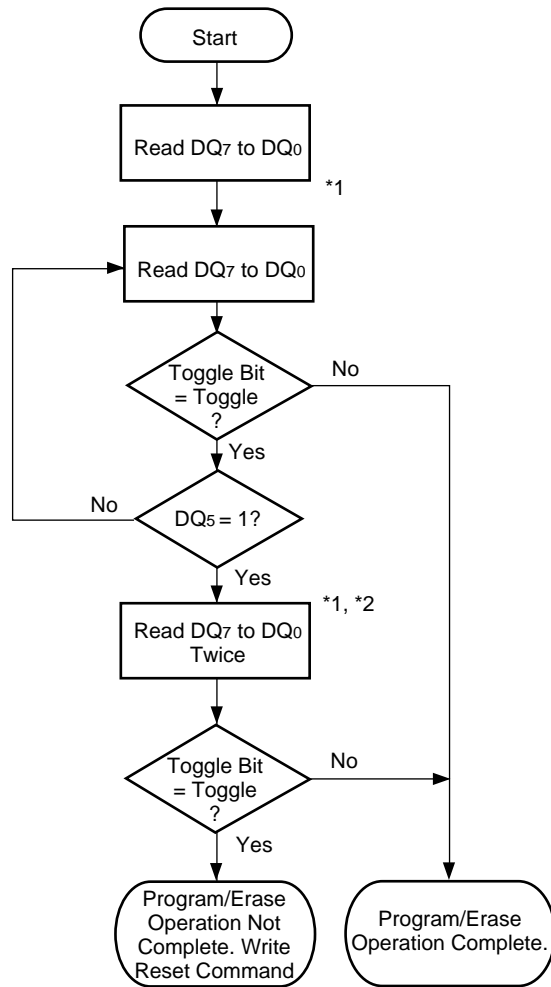 Start
Read DQ7 to DQ0
*1
Read DQ7 to DQ0
Toggle Bit
= Toggle
?
No
Yes
No
DQ5 = 1?
Yes
*1, *2
Read DQ7 to DQ0
Twice
Toggle Bit
= Toggle
?
No
Yes
Program/Erase
Operation Not
Complete. Write
Reset Command
Program/Erase
Operation Complete.